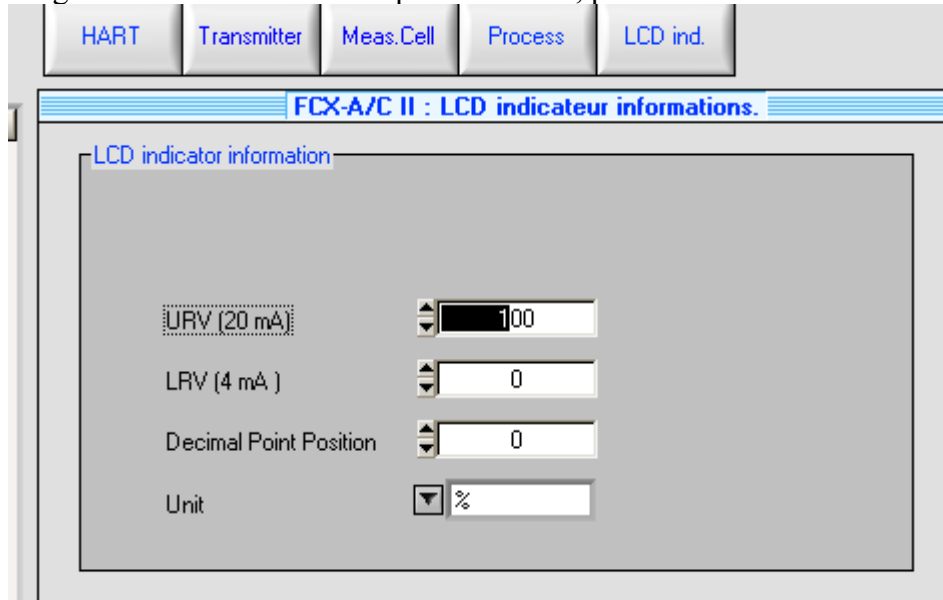 HART Transmitter Meas.Cell Process LCD ind.
FCX-A/C II : LCD indicateur informations.
LCD indicator information
URV (20 mA) 100
LRV (4 mA ) 0
Decimal Point Position 0
Unit %